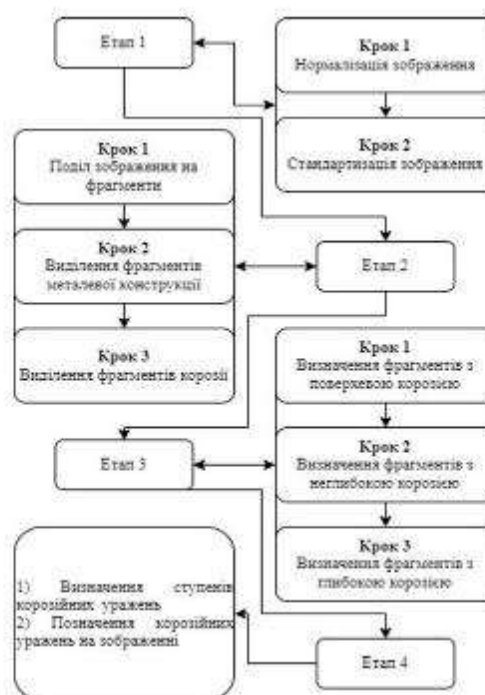 Етап 1
Крок 1
Нормалізація зображення
Крок 2
Стандартизація зображення
Крок 1
Поділ зображення на
фрагменти
Крок 2
Виділення фрагментів
металевої конструкції
Крок 3
Виділення фрагментів корозії
Етап 2
Крок 1
Визначення фрагментів з
поверхевою корозією
Крок 2
Визначення фрагментів з
неглибокою корозією
Крок 3
Визначення фрагментів з
глибокою корозією
Етап 3
1) Визначення ступенів
корозійних уражень
2) Позначення корозійних
уражень на зображенні
Етап 4